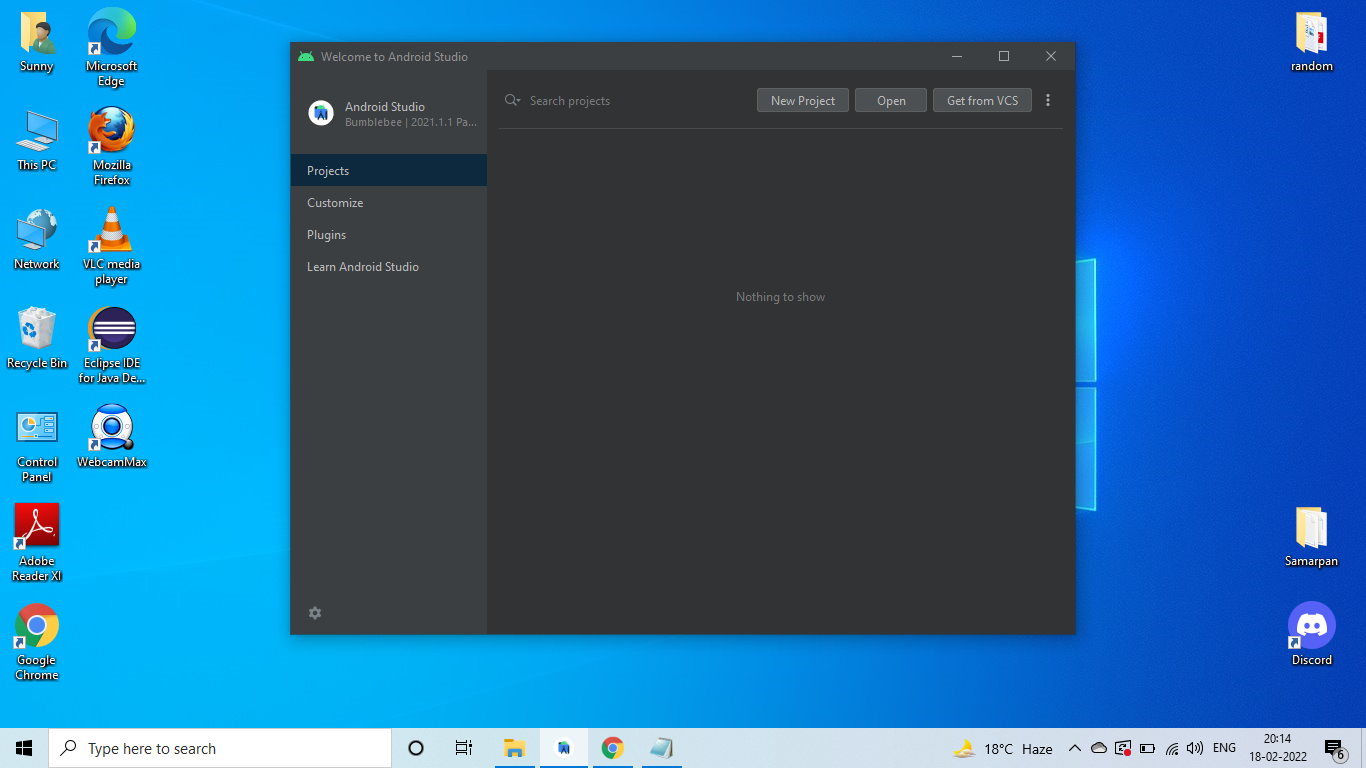 Sunny
Microsoft
Edge
This PC
Mozilla
Firefox
Network
VLC media
player
Recycle Bin
Eclipse IDE
for Java De...
Control
Panel
WebcamMax
Adobe
Reader XI
Google
Chrome
Welcome to Android Studio
Android Studio
Bumblebee | 2021.1.1 Pa...
Projects
Customize
Plugins
Learn Android Studio
Search projects
New Project
Open
Get from VCS
Nothing to show
random
Samarpan
Discord
Type here to search
18°C Haze
ENG
20:14
18-02-2022
6